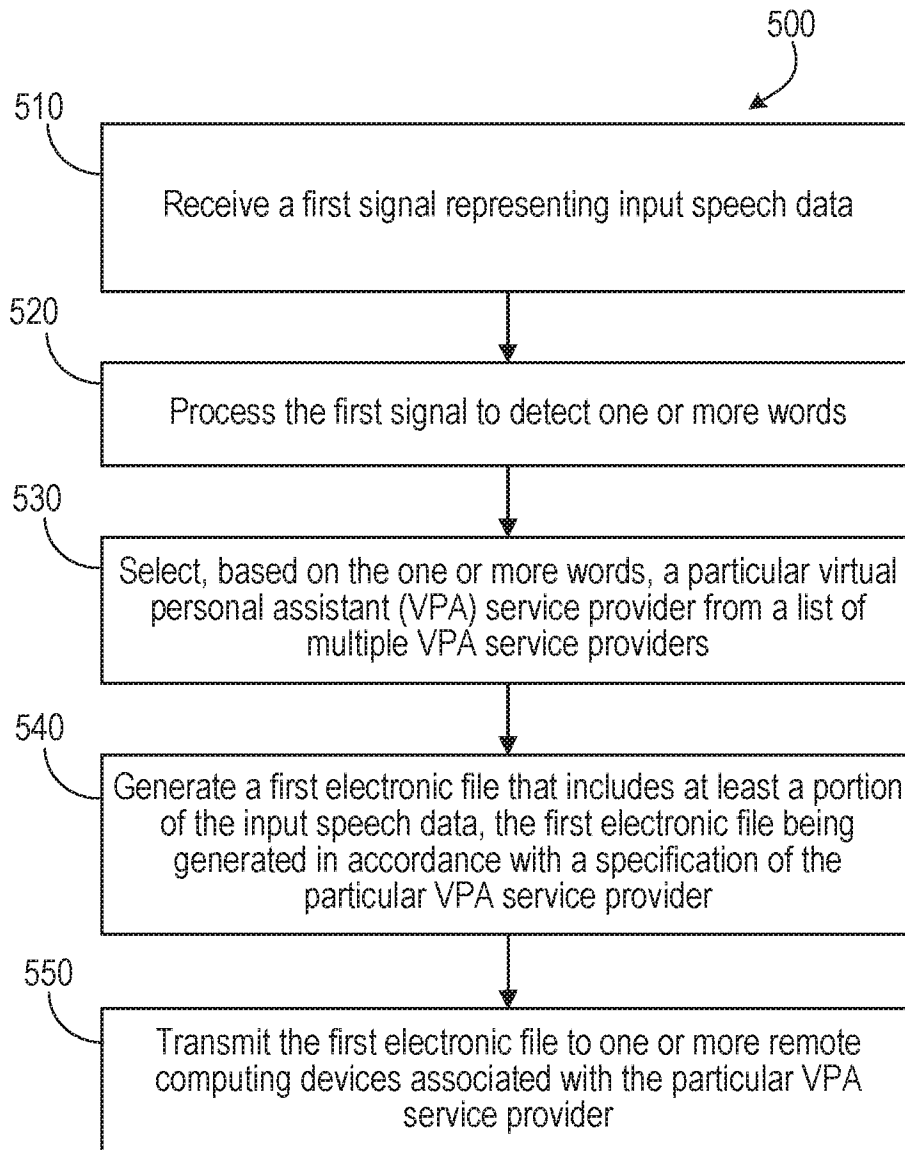 500
510
Receive a first signal representing input speech data
520
Process the first signal to detect one or more words
530
Select, based on the one or more words, a particular virtual
personal assistant (VPA) service provider from a list of
multiple VPA service providers
540
Generate a first electronic file that includes at least a portion
of the input speech data, the first electronic file being
generated in accordance with a specification of the
particular VPA service provider
550
Transmit the first electronic file to one or more remote
computing devices associated with the particular VPA
service provider